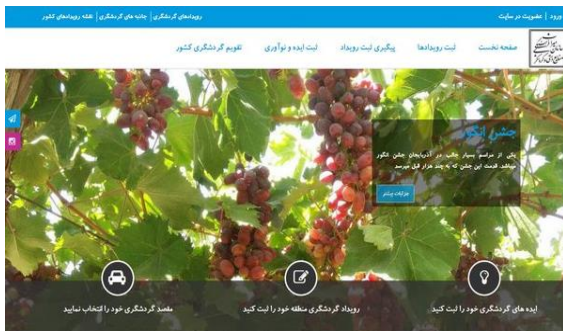 ورود | عضویت در سایت
رویدادهای گردشگری | جاذبه های گردشگری | نقشه رویدادهای کشور
صفحه نخست
ثبت رویدادها
پیگیری ثبت رویداد
ثبت ایده و نوآوری
تقویم گردشگری کشور
جشن انگور
یکی از مراسم بسیار جالب در آذربایجان جشن انگور
میباشد. قدمت این جشن که به چند هزار قبل میرسد
جزئیات بیشتر
ایده های گردشگری خود را ثبت کنید
رویداد گردشگری منطقه خود را ثبت کنید
مقصد گردشگری خود را انتخاب نمایید